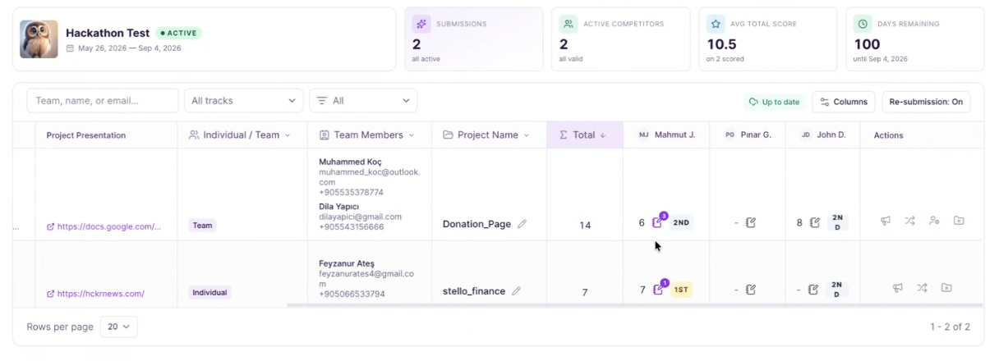 Hackathon Test
ACTIVE
May 26, 2026 — Sep 4, 2026
SUBMISSIONS
2
all active
ACTIVE COMPETITORS
2
all valid
AVG TOTAL SCORE
10.5
on 2 scored
DAYS REMAINING
100
until Sep 4, 2026
Team, name, or email...
All tracks
All
Up to date
Columns
Re-submission: On
Project Presentation
Individual / Team
Team Members
Project Name
Σ Total ↓
MJ Mahmut J.
PG Pınar G.
JD John D.
Actions
Muhammed Koç
muhammed_koc@outlook.
com
+905535378774
Dila Yapıcı
dilayapici@gmail.com
+905543156666
...
https://docs.google.com/...
Team
Donation_Page
14
6
3
2ND
-
8
2N
D
Feyzanur Ateş
feyzanurates4@gmail.co
m
+905066533794
https://hckrnews.com/
Individual
stello_finance
7
7
1
1ST
-
-
2N
D
Rows per page
20
1 - 2 of 2